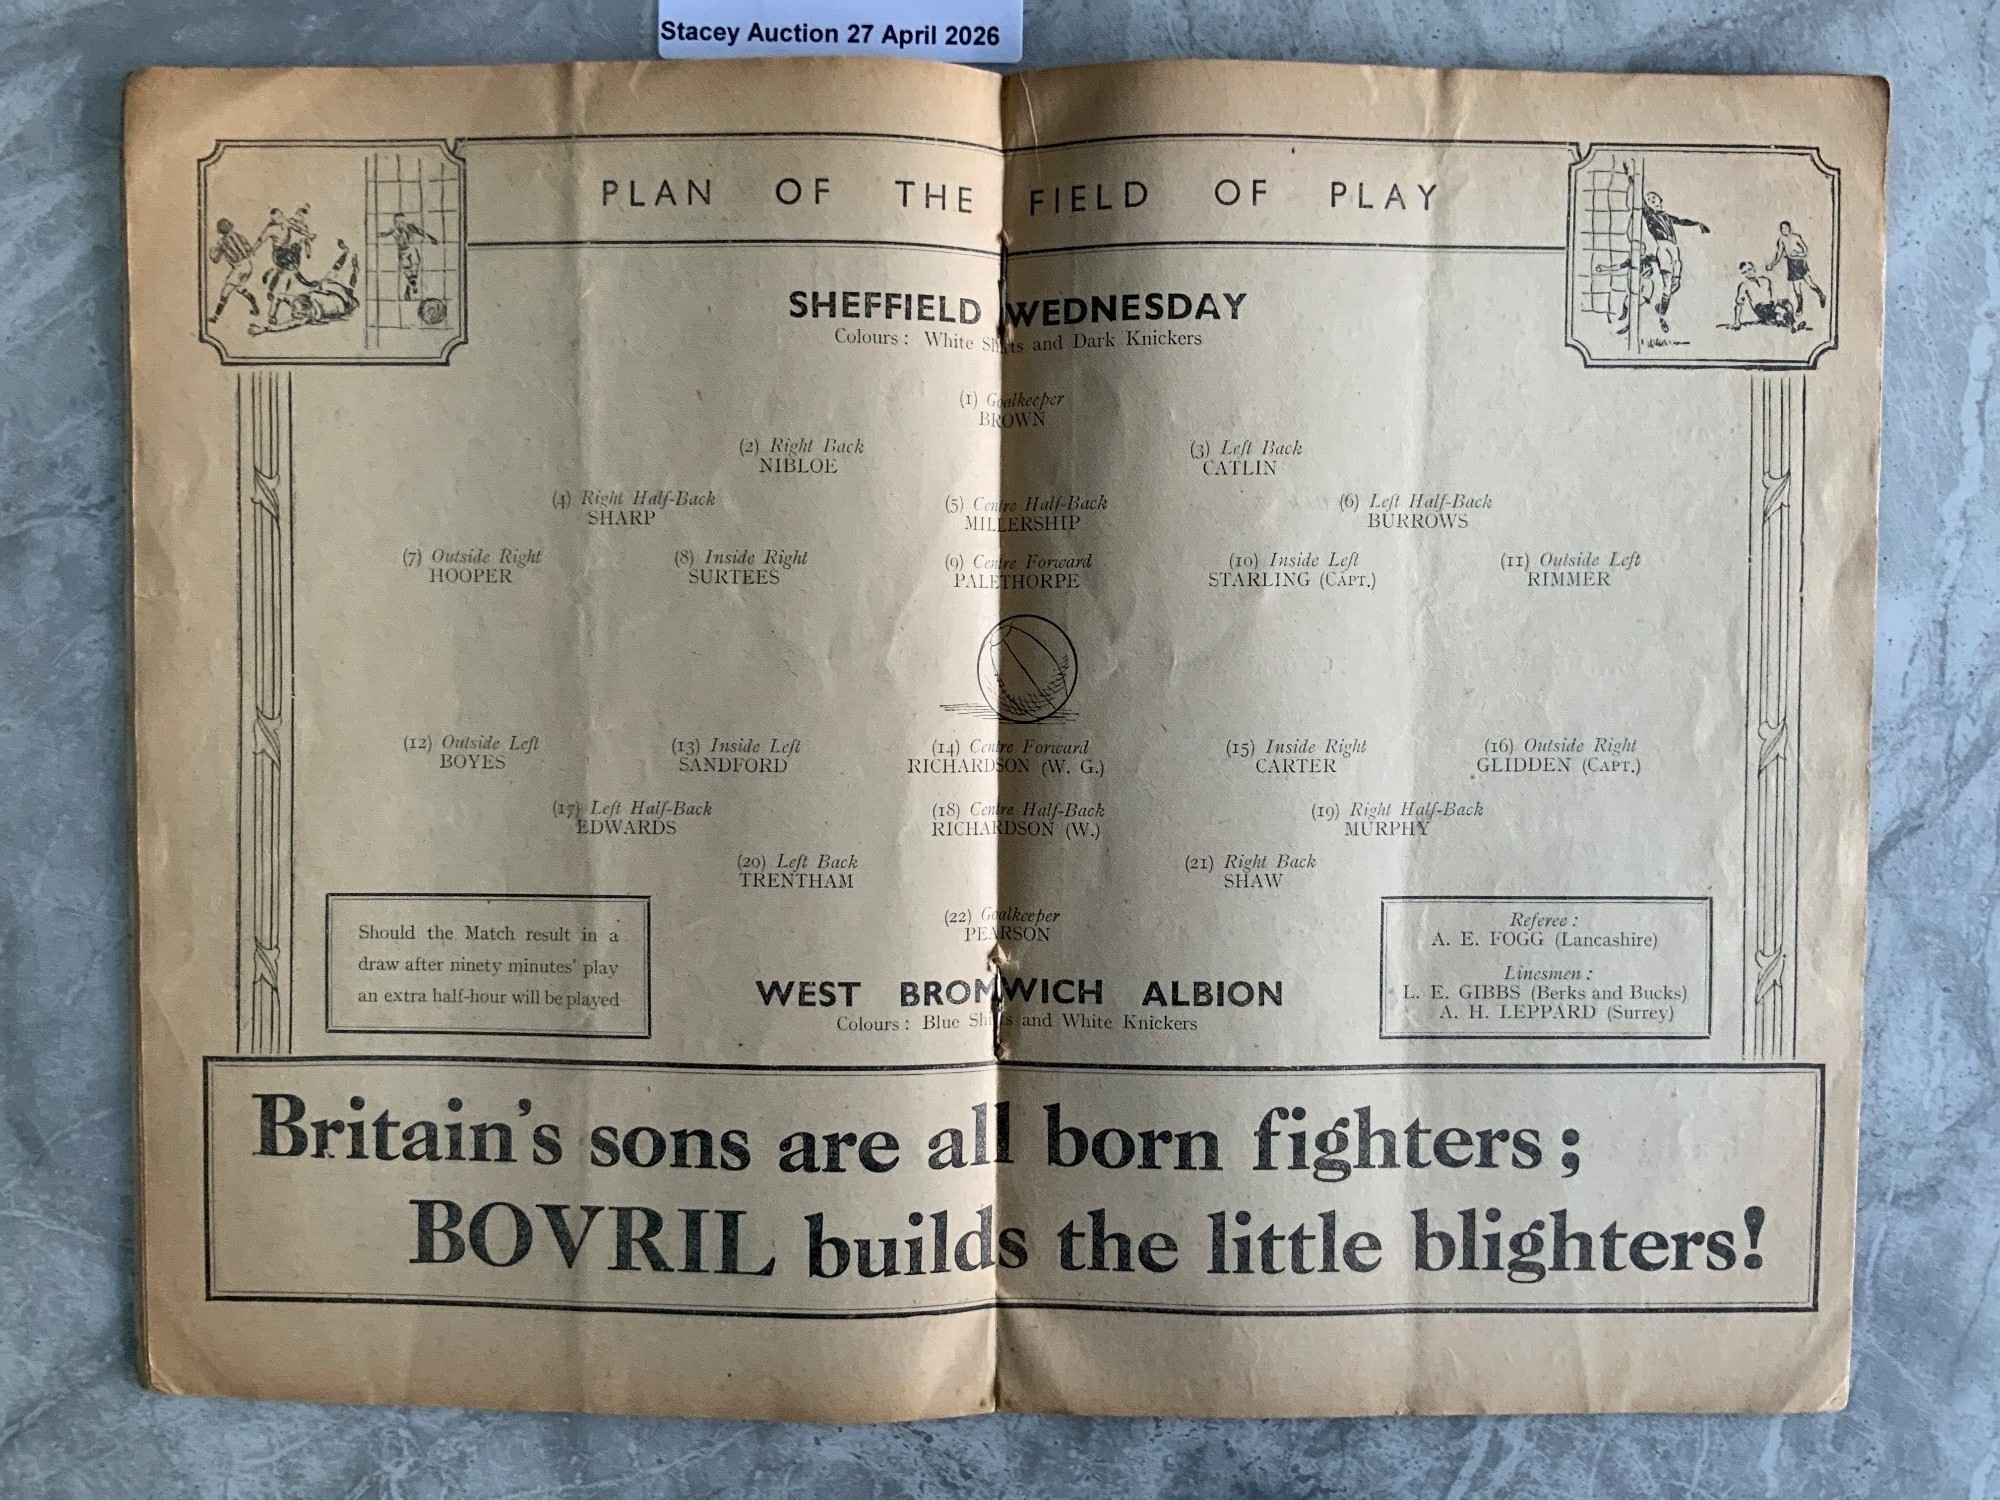 Stacey Auction 27 April 2026
PLAN OF THE FIELD OF PLAY
SHEFFIELD WEDNESDAY
Colours : White Shirts and Dark Knickers
(1) Goalkeeper
BROWN
(2) Right Back
NIBLOE
(3) Left Back
CATLIN
(4) Right Half-Back
SHARP
(5) Centre Half-Back
MILLERSHIP
(6) Left Half-Back
BURROWS
(7) Outside Right
HOOPER
(8) Inside Right
SURTEES
(9) Centre Forward
PALETHORPE
(10) Inside Left
STARLING (CAPT.)
(11) Outside Left
RIMMER
(12) Outside Left
BOYES
(13) Inside Left
SANDFORD
(14) Centre Forward
RICHARDSON (W. G.)
(15) Inside Right
CARTER
(16) Outside Right
GLIDDEN (CAPT.)
(17) Left Half-Back
EDWARDS
(18) Centre Half-Back
RICHARDSON (W.)
(19) Right Half-Back
MURPHY
(20) Left Back
TRENTHAM
(21) Right Back
SHAW
(22) Goalkeeper
PEARSON
WEST BROMWICH ALBION
Colours : Blue Shirts and White Knickers
Should the Match result in a
draw after ninety minutes' play
an extra half-hour will be played
Referee :
A. E. FOGG (Lancashire)
Linesmen :
L. E. GIBBS (Berks and Bucks)
A. H. LEPPARD (Surrey)
Britain's sons are all born fighters ;
BOVRIL builds the little blighters!